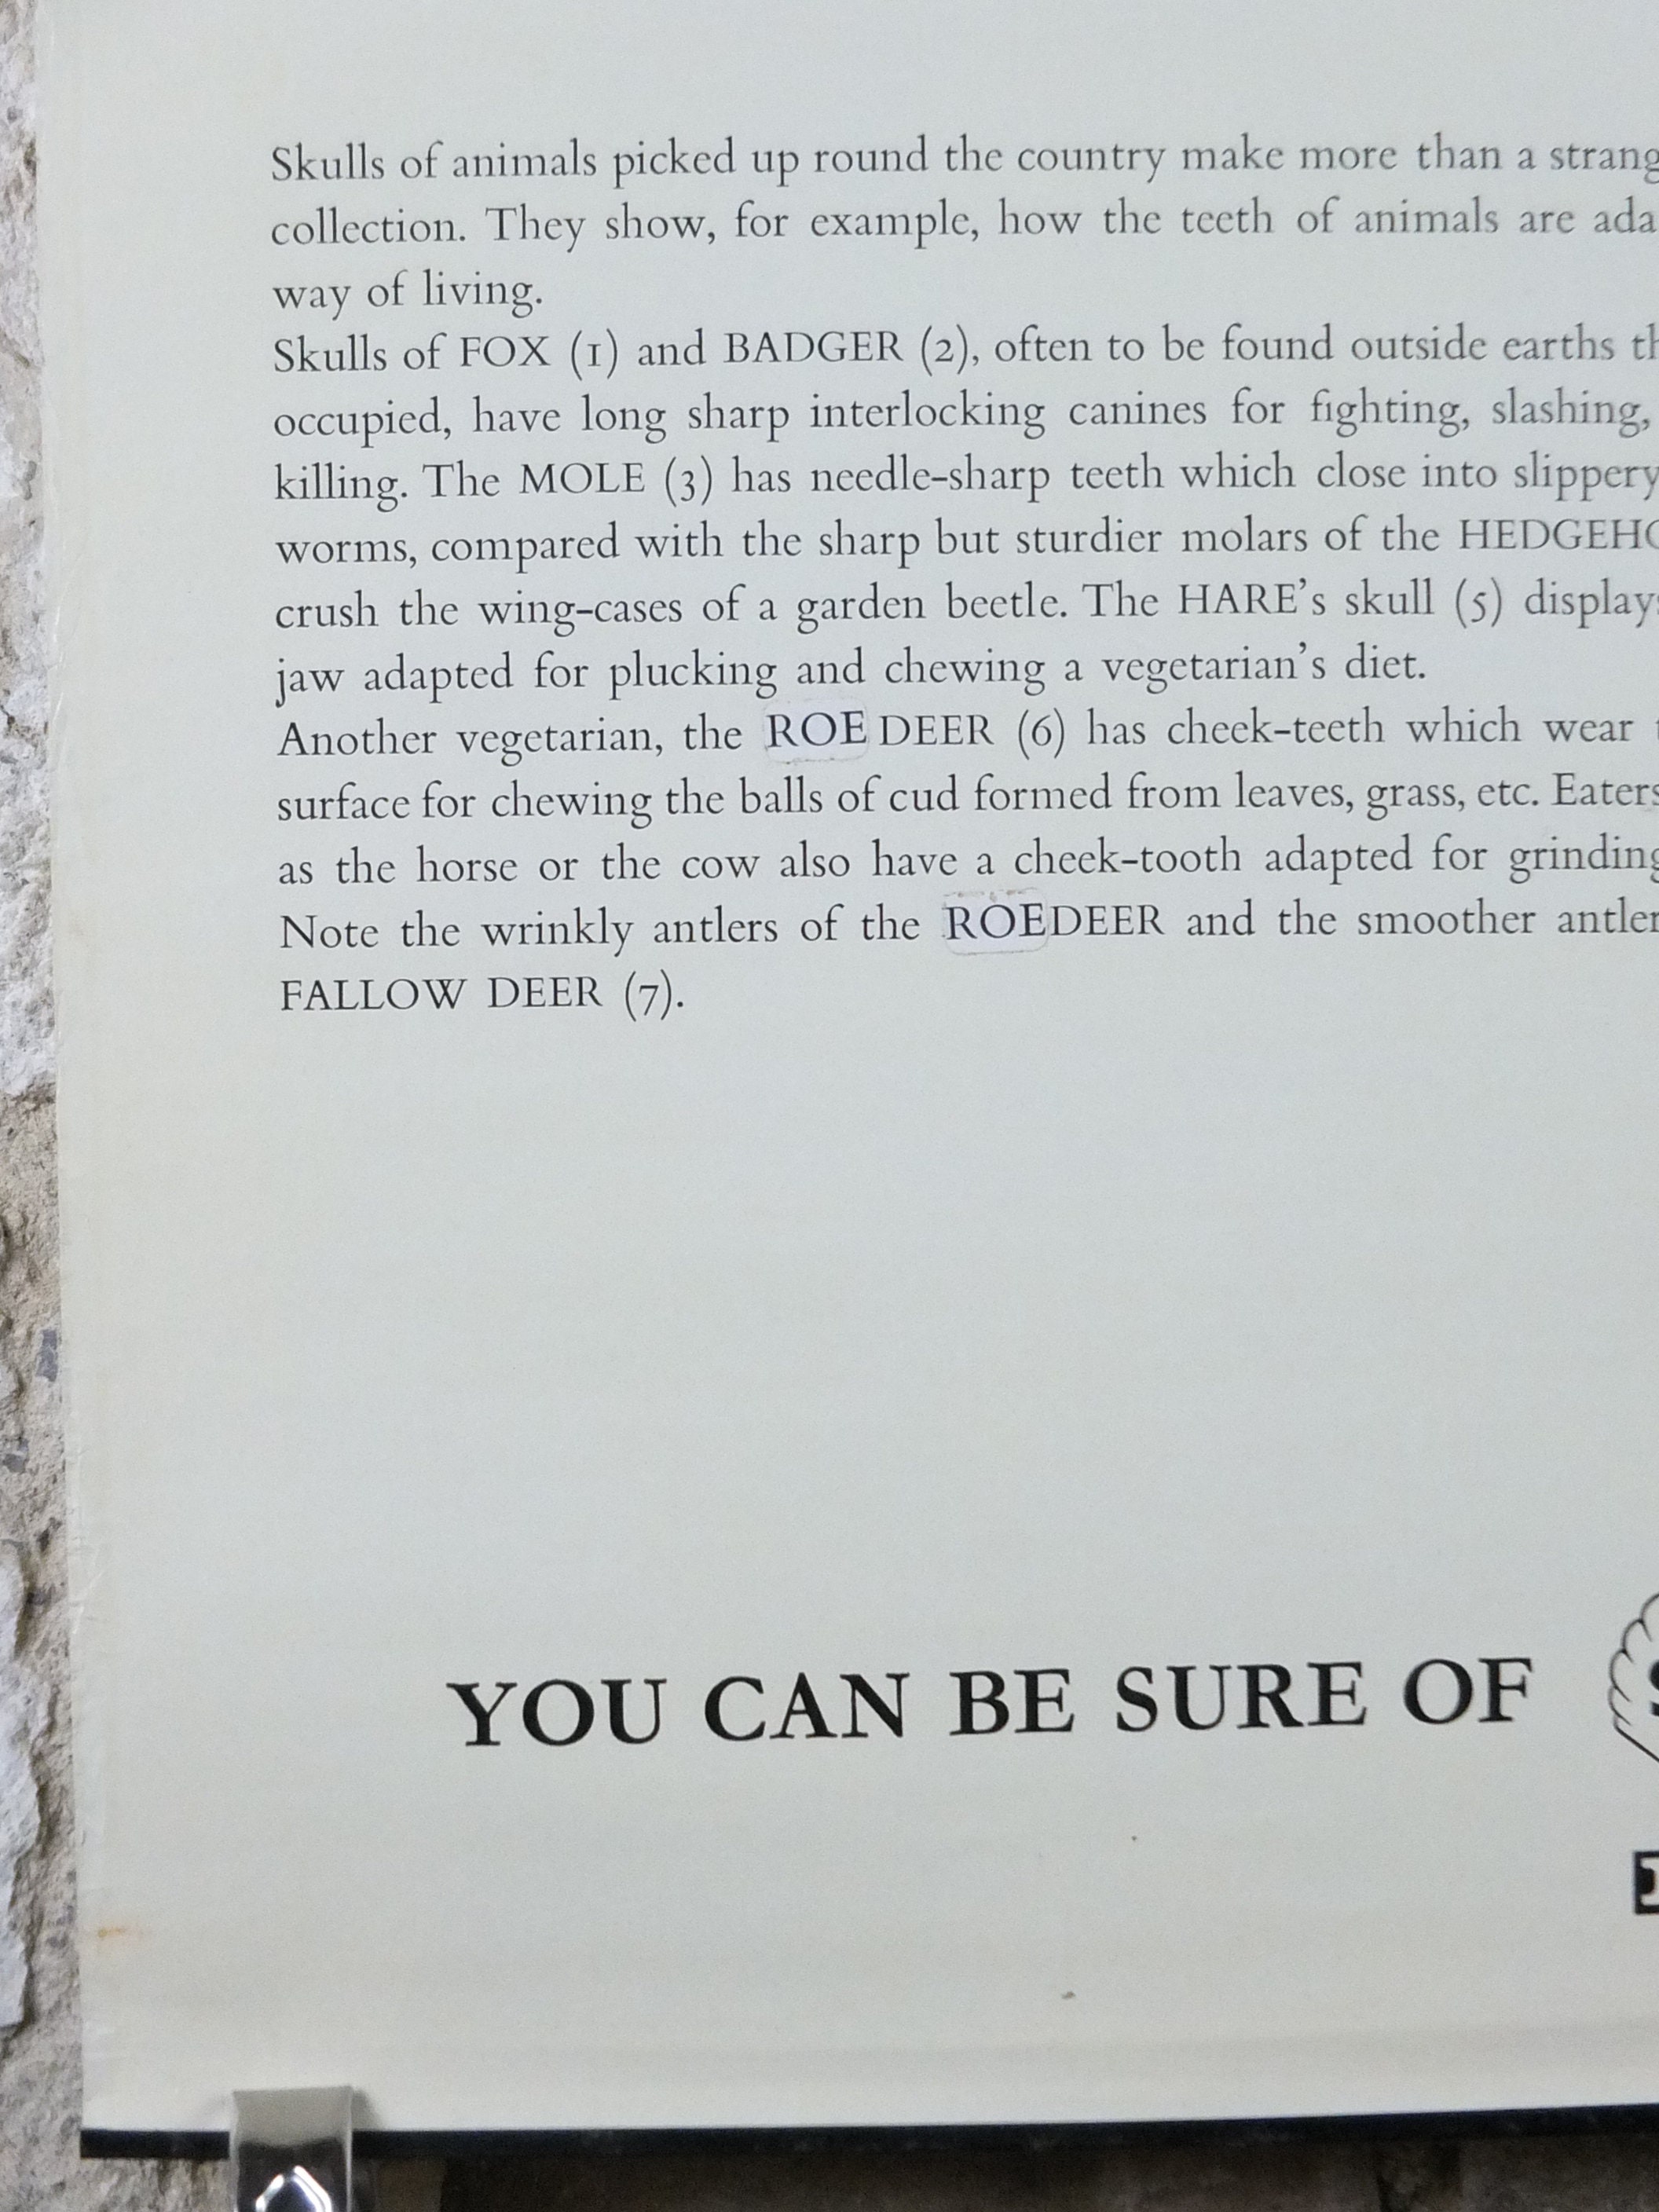 Skulls of animals picked up round the country make more than a
collection. They show, for example, how the teeth of animals are
way of living.
Skulls of FOX (1) and BADGER (2), often to be found outside earths
occupied, have long sharp interlocking canines for fighting, slashing,
killing. The MOLE (3) has needle-sharp teeth which close into slippery
worms, compared with the sharp but sturdier molars of the
crush the wing-cases of a garden beetle. The HARE's skull (5)
jaw adapted for plucking and chewing a vegetarian's diet.
Another vegetarian, the ROE DEER (6) has cheek-teeth which wear
surface for chewing the balls of cud formed from leaves, grass, etc. Eaters
as the horse or the cow also have a cheek-tooth adapted for
Note the wrinkly antlers of the ROEDEER and the smoother
FALLOW DEER (7).
YOU CAN BE SURE OF